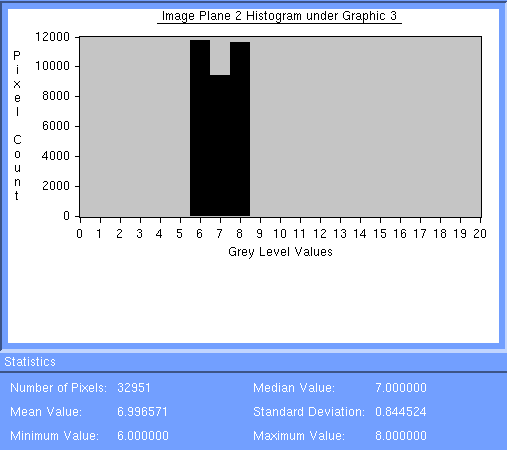 Image Plane 2 Histogram under Graphic 3
Pixel Count
12000
10000
8000
6000
4000
2000
0
0 1 2 3 4 5 6 7 8 9 10 11 12 13 14 15 16 17 18 19 20
Grey Level Values
Statistics
Number of Pixels: 32951 Median Value: 7.000000
Mean Value: 6.996571 Standard Deviation: 0.844524
Minimum Value: 6.000000 Maximum Value: 8.000000